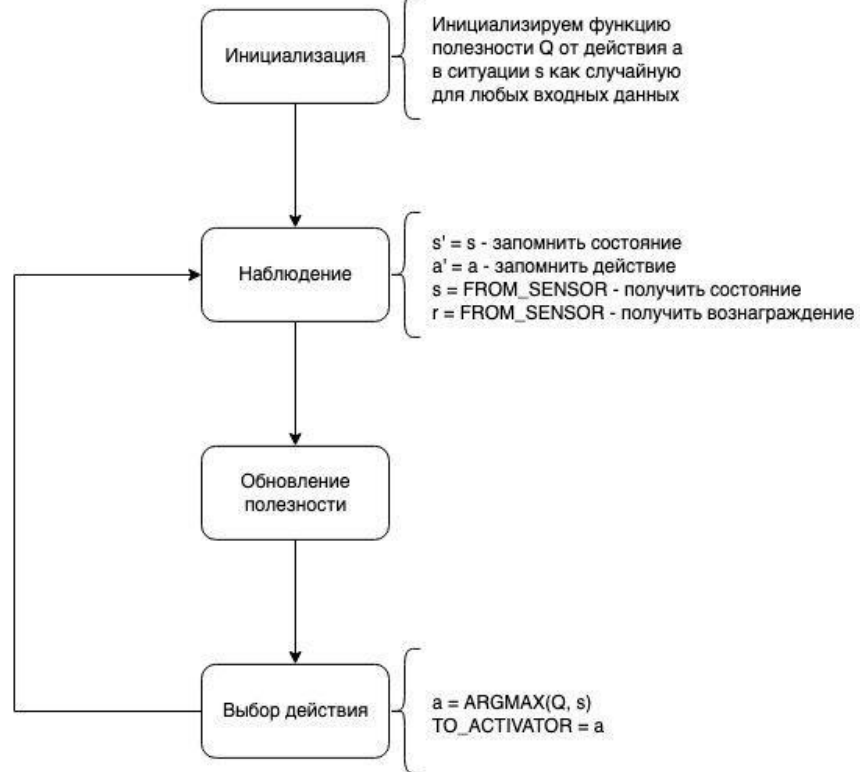 Инициализация
Инициализируем функцию
полезности Q от действия a
в ситуации s как случайную
для любых входных данных
Наблюдение
s' = s - запомнить состояние
a' = a - запомнить действие
s = FROM_SENSOR - получить состояние
r = FROM_SENSOR - получить вознаграждение
Обновление
полезности
Выбор действия
a = ARGMAX(Q, s)
TO_ACTIVATOR = a